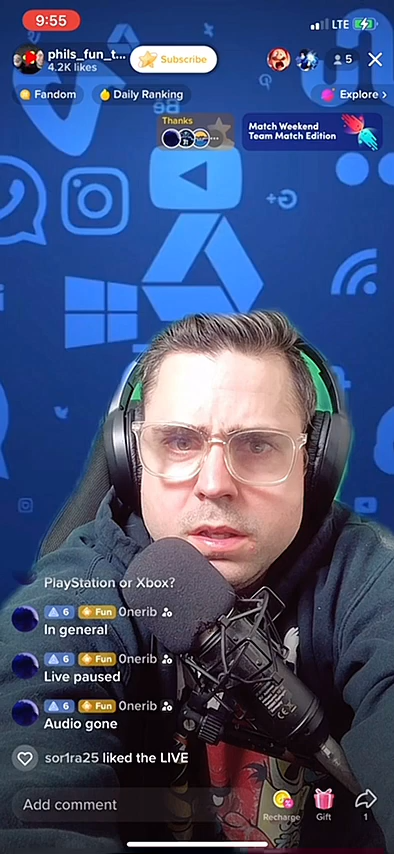 9:55
LTE
phils_fun_t...
4.2K likes
Subscribe
5
Fandom
Daily Ranking
Explore >
Thanks
Match Weekend
Team Match Edition
G+
PlayStation or Xbox?
6 Fun 0nerib
In general
6 Fun 0nerib
Live paused
6 Fun 0nerib
Audio gone
sor1ra25 liked the LIVE
Add comment
Recharge
Gift
1